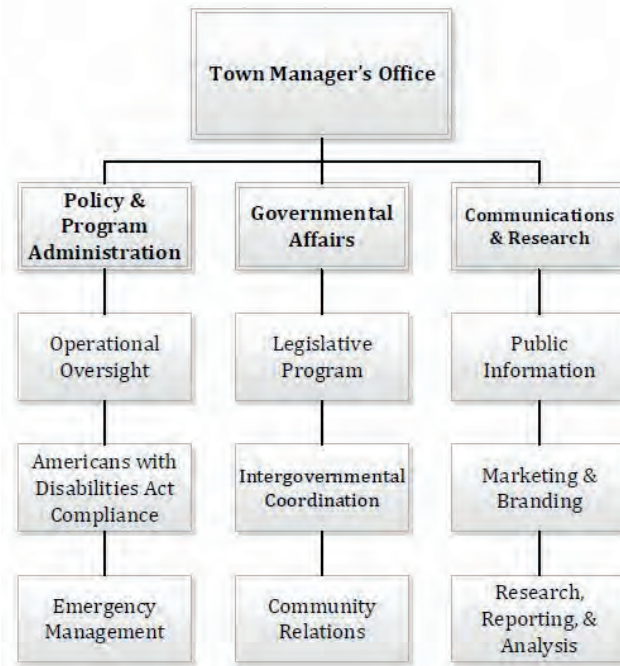 Town Manager's Office
Policy &
Program
Administration
Governmental
Affairs
Communications
& Research
Operational
Oversight
Legislative
Program
Public
Information
Americans with
Disabilities Act
Compliance
Intergovernmental
Coordination
Marketing &
Branding
Emergency
Management
Community
Relations
Research,
Reporting, &
Analysis